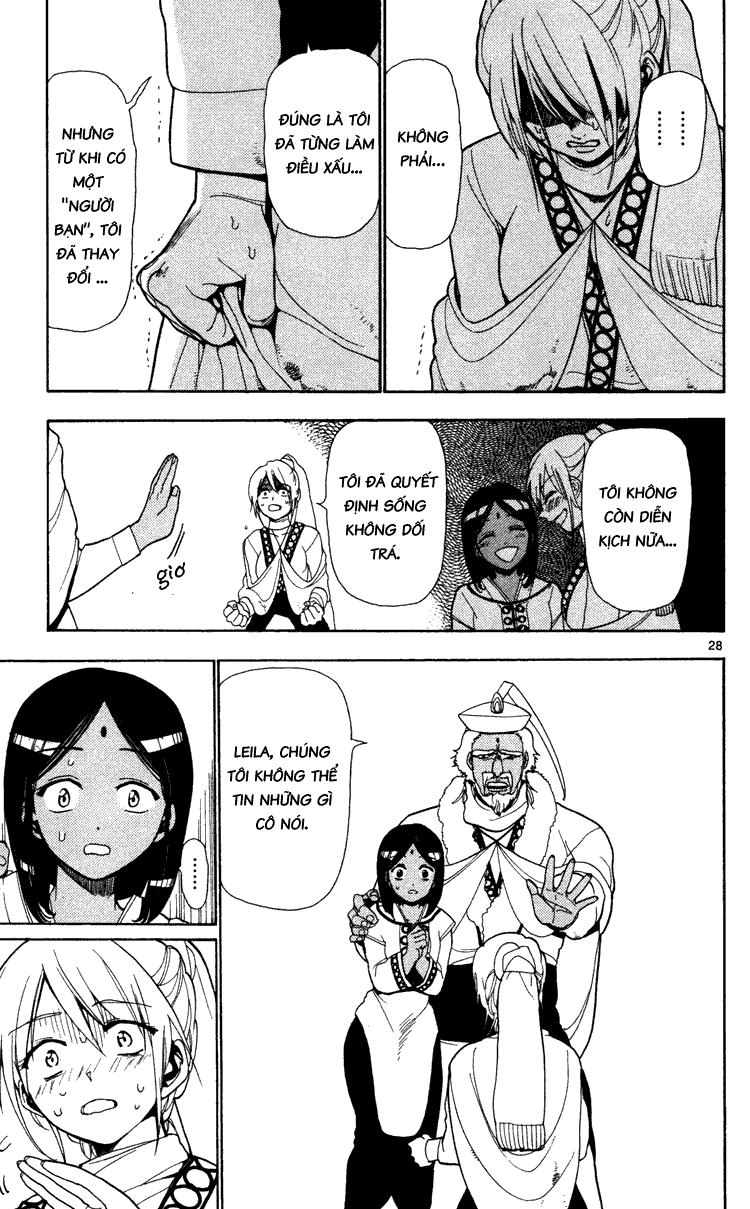 .......
KHÔNG
PHẢI...
ĐÚNG LÀ TÔI
ĐÃ TỪNG LÀM
ĐIỀU XẤU...
NHƯNG
TỪ KHI CÓ
MỘT
"NGƯỜI
BẠN", TÔI
ĐÃ THAY
ĐỔI ...
TÔI KHÔNG
CÒN DIỄN
KỊCH NỮA...
TÔI ĐÃ QUYẾT
ĐỊNH SỐNG
KHÔNG DỐI
TRÁ.
giơ
28
LEILA, CHÚNG
TÔI KHÔNG THỂ
TIN NHỮNG GÌ
CÔ NÓI.
......